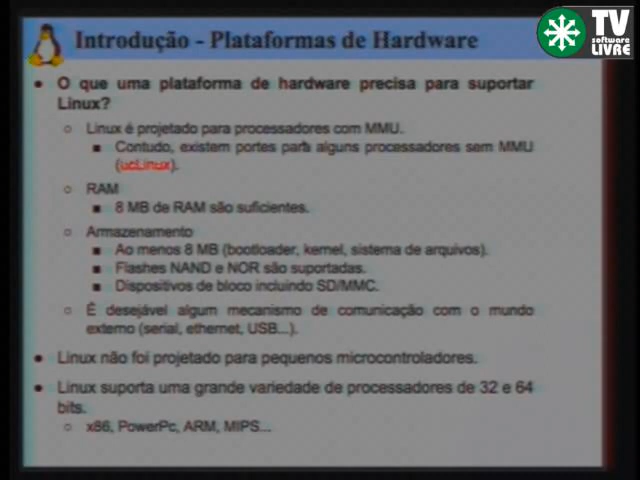 Introdução - Plataformas de Hardware
TV
software
LIVRE
• O que uma plataforma de hardware precisa para suportar
Linux?
○ Linux é projetado para processadores com MMU.
■ Contudo, existem portes para alguns processadores sem MMU
(ucLinux).
○ RAM
■ 8 MB de RAM são suficientes.
○ Armazenamento
■ Ao menos 8 MB (bootloader, kernel, sistema de arquivos).
■ Flashes NAND e NOR são suportadas.
■ Dispositivos de bloco incluindo SD/MMC.
○ É desejável algum mecanismo de comunicação com o mundo
externo (serial, ethernet, USB...).
• Linux não foi projetado para pequenos microcontroladores.
• Linux suporta uma grande variedade de processadores de 32 e 64
bits.
○ x86, PowerPc, ARM, MIPS...